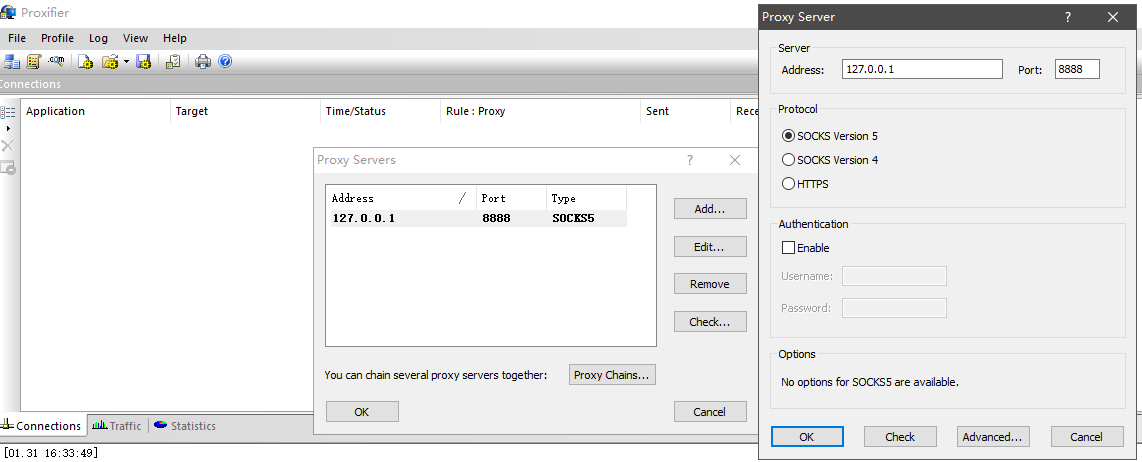 Proxifier
File Profile Log View Help
.com
Connections
Application Target Time/Status Rule : Proxy Sent Rece
Proxy Servers
Address / Port Type
127.0.0.1 8888 SOCKS5
Add...
Edit...
Remove
Check...
You can chain several proxy servers together: Proxy Chains...
OK Cancel
Connections Traffic Statistics
[01.31 16:33:49]
Proxy Server
Server
Address: 127.0.0.1 Port: 8888
Protocol
SOCKS Version 5
SOCKS Version 4
HTTPS
Authentication
Enable
Username:
Password:
Options
No options for SOCKS5 are available.
OK Check Advanced... Cancel